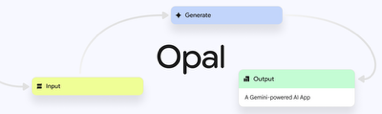 Generate
Opal
Input
Output
A Gemini-powered AI App